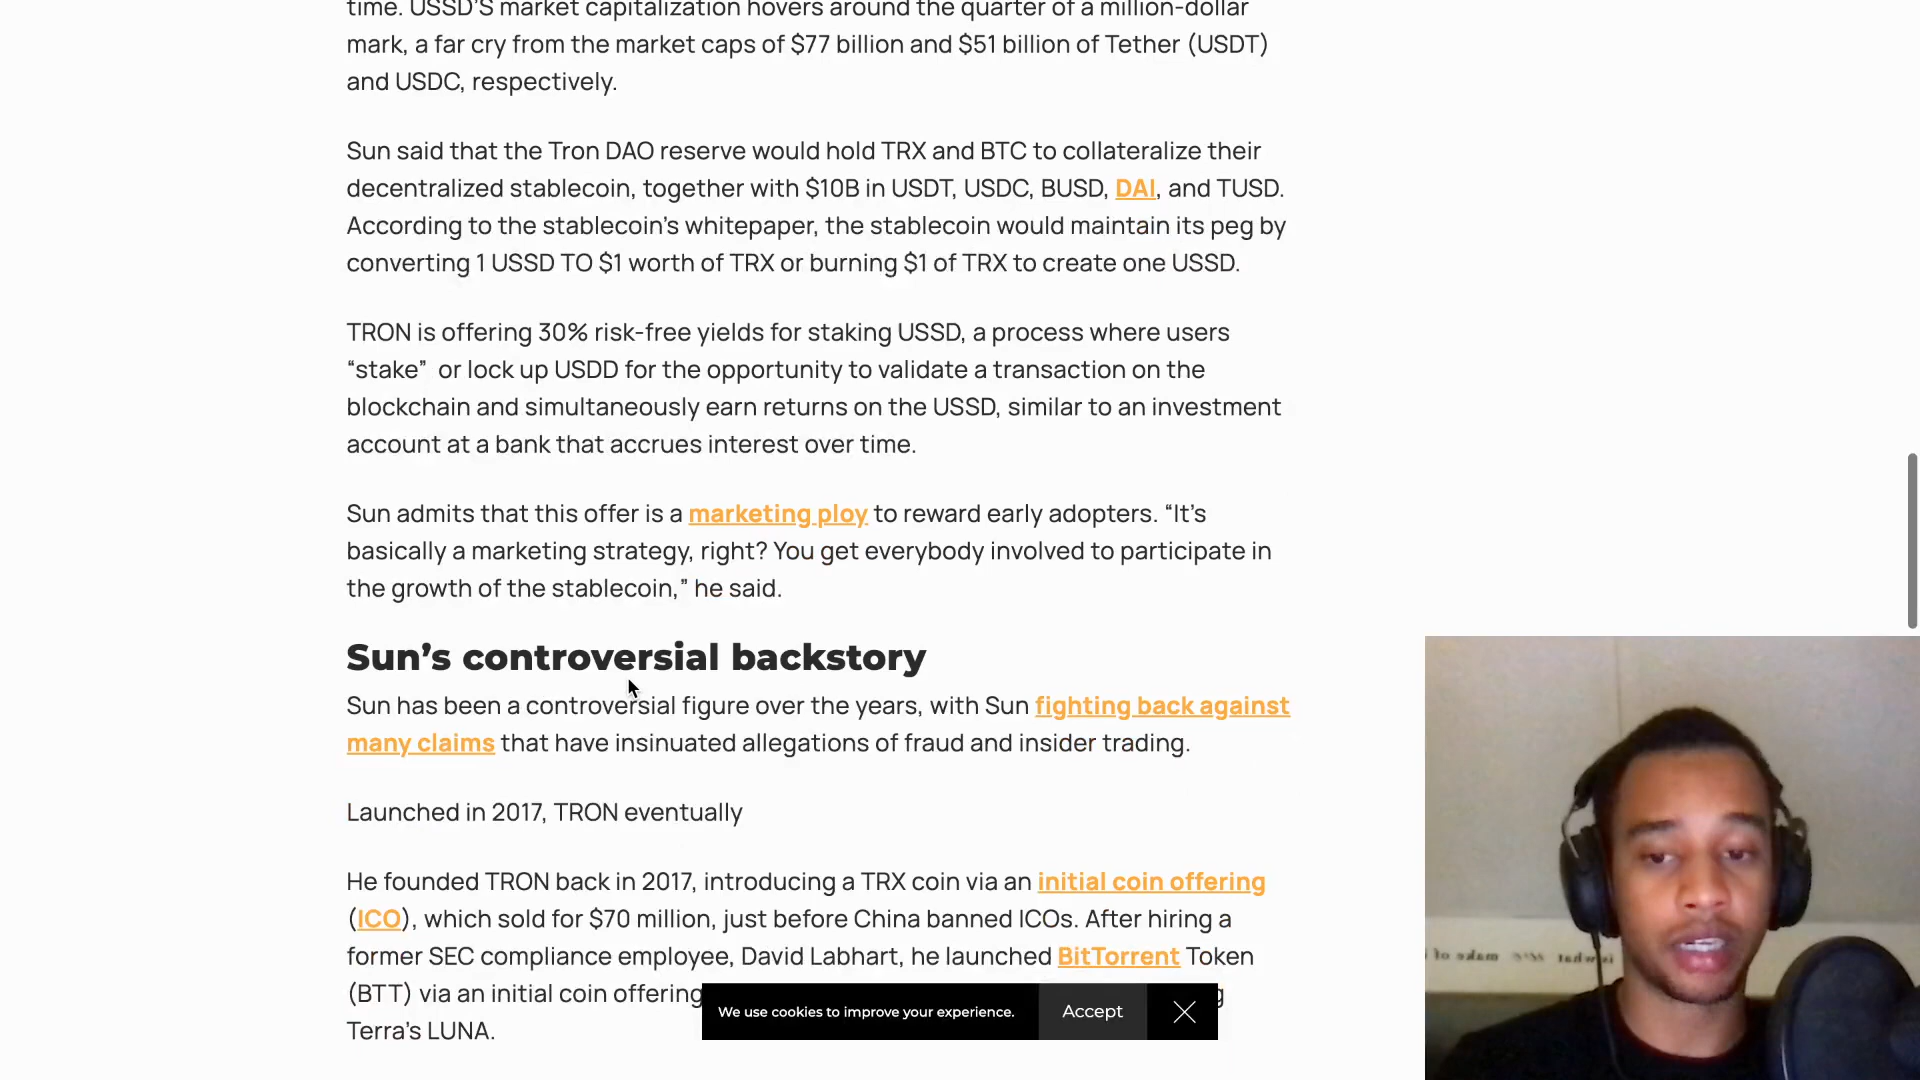 time. USSD'S market capitalization hovers around the quarter of a million-dollar
mark, a far cry from the market caps of $77 billion and $51 billion of Tether (USDT)
and USDC, respectively.
Sun said that the Tron DAO reserve would hold TRX and BTC to collateralize their
decentralized stablecoin, together with $10B in USDT, USDC, BUSD, DAI, and TUSD.
According to the stablecoin’s whitepaper, the stablecoin would maintain its peg by
converting 1 USSD TO $1 worth of TRX or burning $1 of TRX to create one USSD.
TRON is offering 30% risk-free yields for staking USSD, a process where users
“stake” or lock up USDD for the opportunity to validate a transaction on the
blockchain and simultaneously earn returns on the USSD, similar to an investment
account at a bank that accrues interest over time.
Sun admits that this offer is a marketing ploy to reward early adopters. “It’s
basically a marketing strategy, right? You get everybody involved to participate in
the growth of the stablecoin,” he said.
Sun’s controversial backstory
Sun has been a controversial figure over the years, with Sun fighting back against
many claims that have insinuated allegations of fraud and insider trading.
Launched in 2017, TRON eventually
He founded TRON back in 2017, introducing a TRX coin via an initial coin offering
(ICO), which sold for $70 million, just before China banned ICOs. After hiring a
former SEC compliance employee, David Labhart, he launched BitTorrent Token
(BTT) via an initial coin offering
Terra’s LUNA.
We use cookies to improve your experience.
Accept